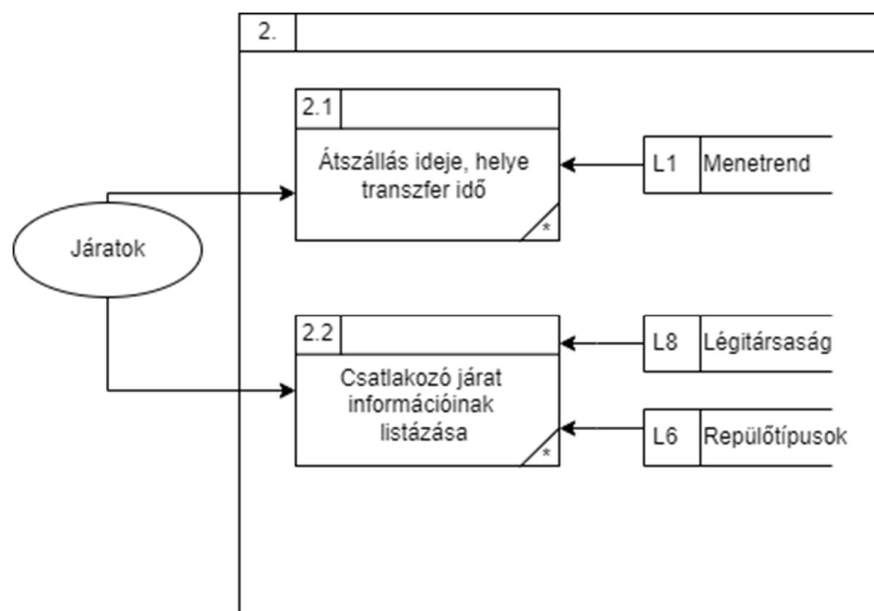 2.
2.1
Átszállás ideje, helye
transzfer idő
*
L1 Menetrend
Járatok
2.2
Csatlakozó járat
információinak
listázása
*
L8 Légitársaság
L6 Repülőtípusok